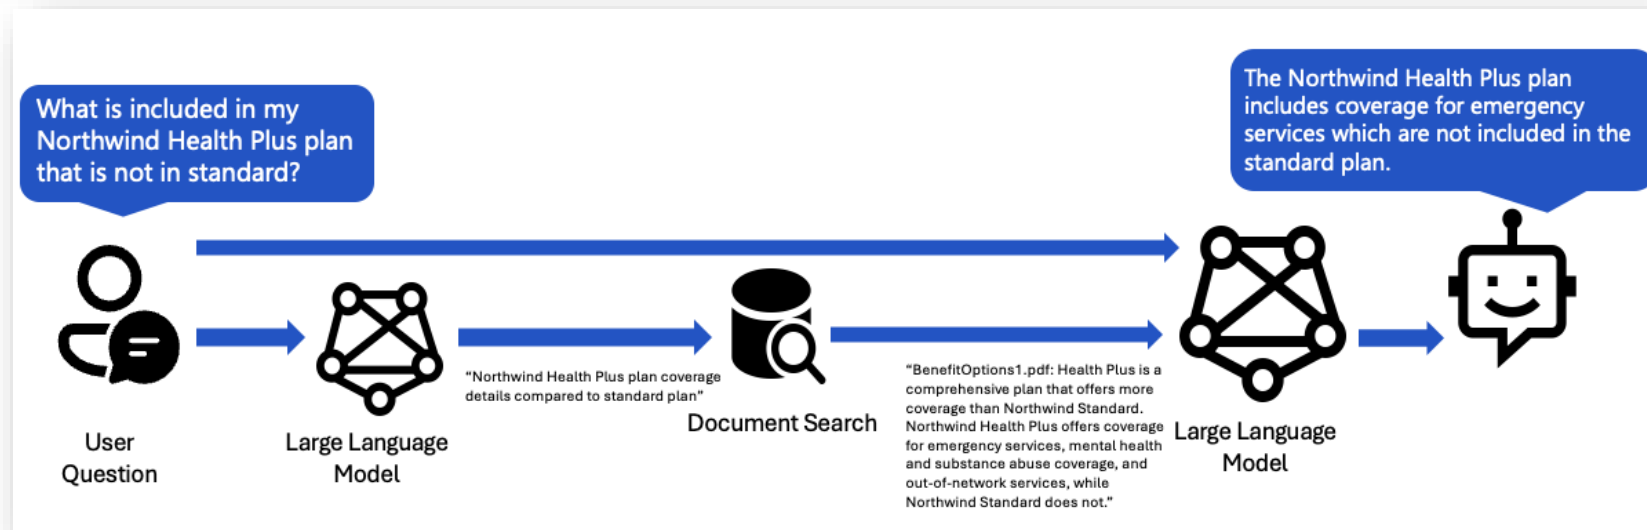 What is included in my
Northwind Health Plus plan
that is not in standard?
The Northwind Health Plus plan
includes coverage for emergency
services which are not included in the
standard plan.
User
Question
Large Language
Model
“Northwind Health Plus plan coverage
details compared to standard plan”
Document Search
“BenefitOptions1.pdf: Health Plus is a
comprehensive plan that offers more
coverage than Northwind Standard.
Northwind Health Plus offers coverage
for emergency services, mental health
and substance abuse coverage, and
out-of-network services, while
Northwind Standard does not.”
Large Language
Model